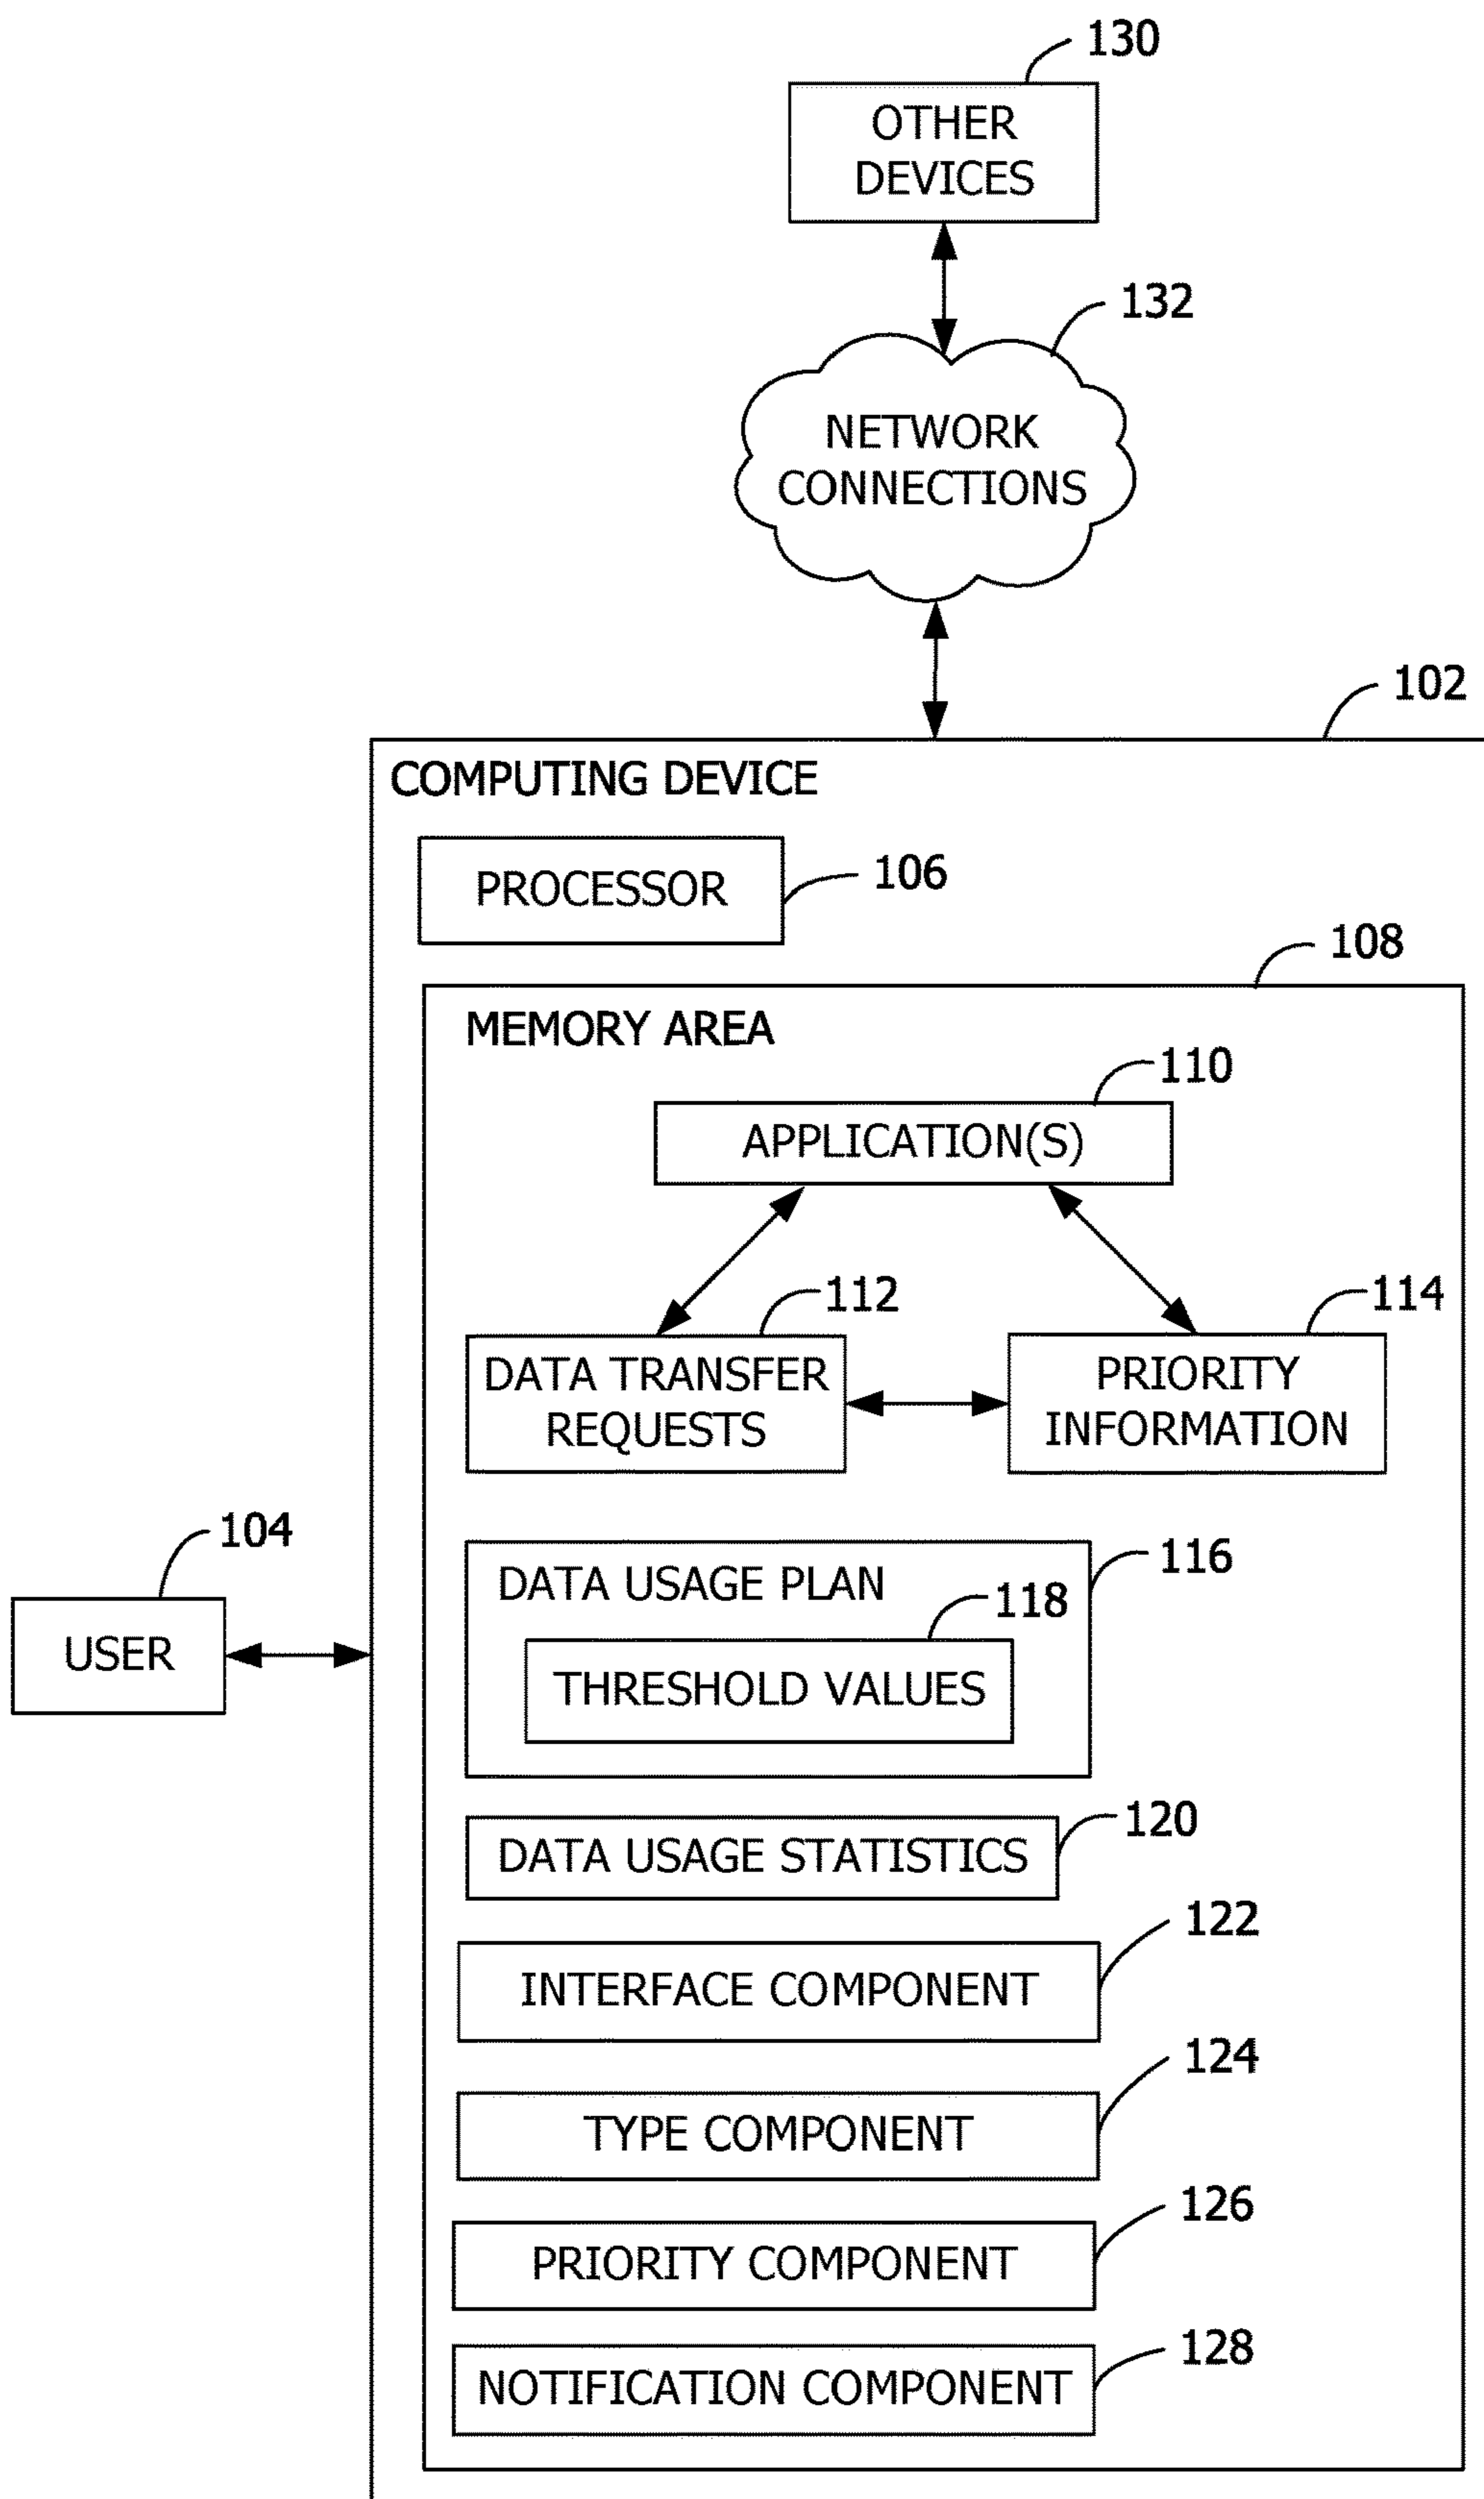 130
OTHER
DEVICES
132
NETWORK
CONNECTIONS
102
COMPUTING DEVICE
PROCESSOR
106
108
MEMORY AREA
110
APPLICATION(S)
112
114
DATA TRANSFER
REQUESTS
PRIORITY
INFORMATION
104
USER
116
DATA USAGE PLAN
118
THRESHOLD VALUES
120
DATA USAGE STATISTICS
122
INTERFACE COMPONENT
124
TYPE COMPONENT
126
PRIORITY COMPONENT
128
NOTIFICATION COMPONENT